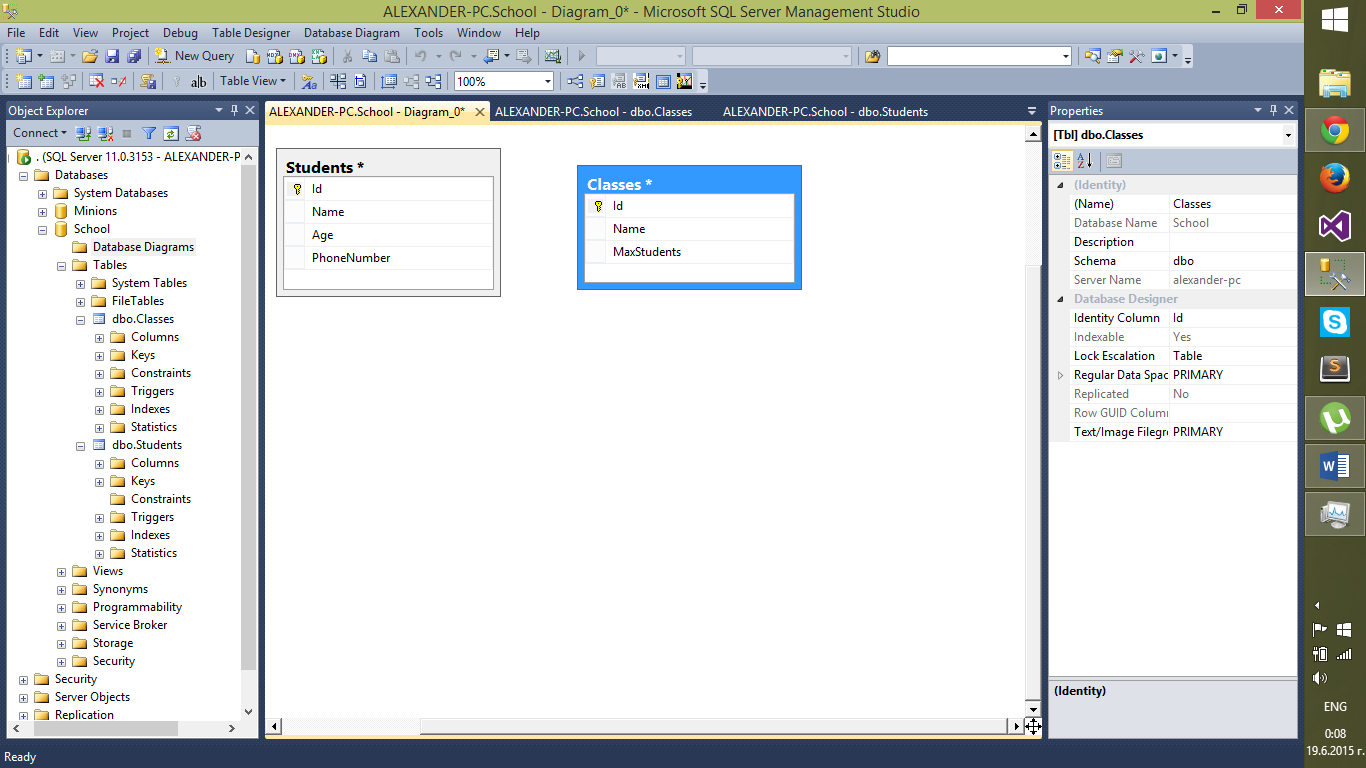 ALEXANDER-PC.School - Diagram_0* - Microsoft SQL Server Management Studio
File Edit View Project Debug Table Designer Database Diagram Tools Window Help
New Query
Table View 100%
Object Explorer
Connect
. (SQL Server 11.0.3153 - ALEXANDER-P
Databases
System Databases
Minions
School
Database Diagrams
Tables
System Tables
FileTables
dbo.Classes
Columns
Keys
Constraints
Triggers
Indexes
Statistics
dbo.Students
Columns
Keys
Constraints
Triggers
Indexes
Statistics
Views
Synonyms
Programmability
Service Broker
Storage
Security
Security
Server Objects
Replication
ALEXANDER-PC.School - Diagram_0* ALEXANDER-PC.School - dbo.Classes ALEXANDER-PC.School - dbo.Students
Students *
Id
Name
Age
PhoneNumber
Classes *
Id
Name
MaxStudents
Properties
[Tbl] dbo.Classes
(Identity)
(Name) Classes
Database Name School
Description
Schema dbo
Server Name alexander-pc
Database Designer
Identity Column Id
Indexable Yes
Lock Escalation Table
Regular Data Spac PRIMARY
Replicated No
Row GUID Column
Text/Image Filegr PRIMARY
(Identity)
Ready
ENG
0:08
19.6.2015 г.